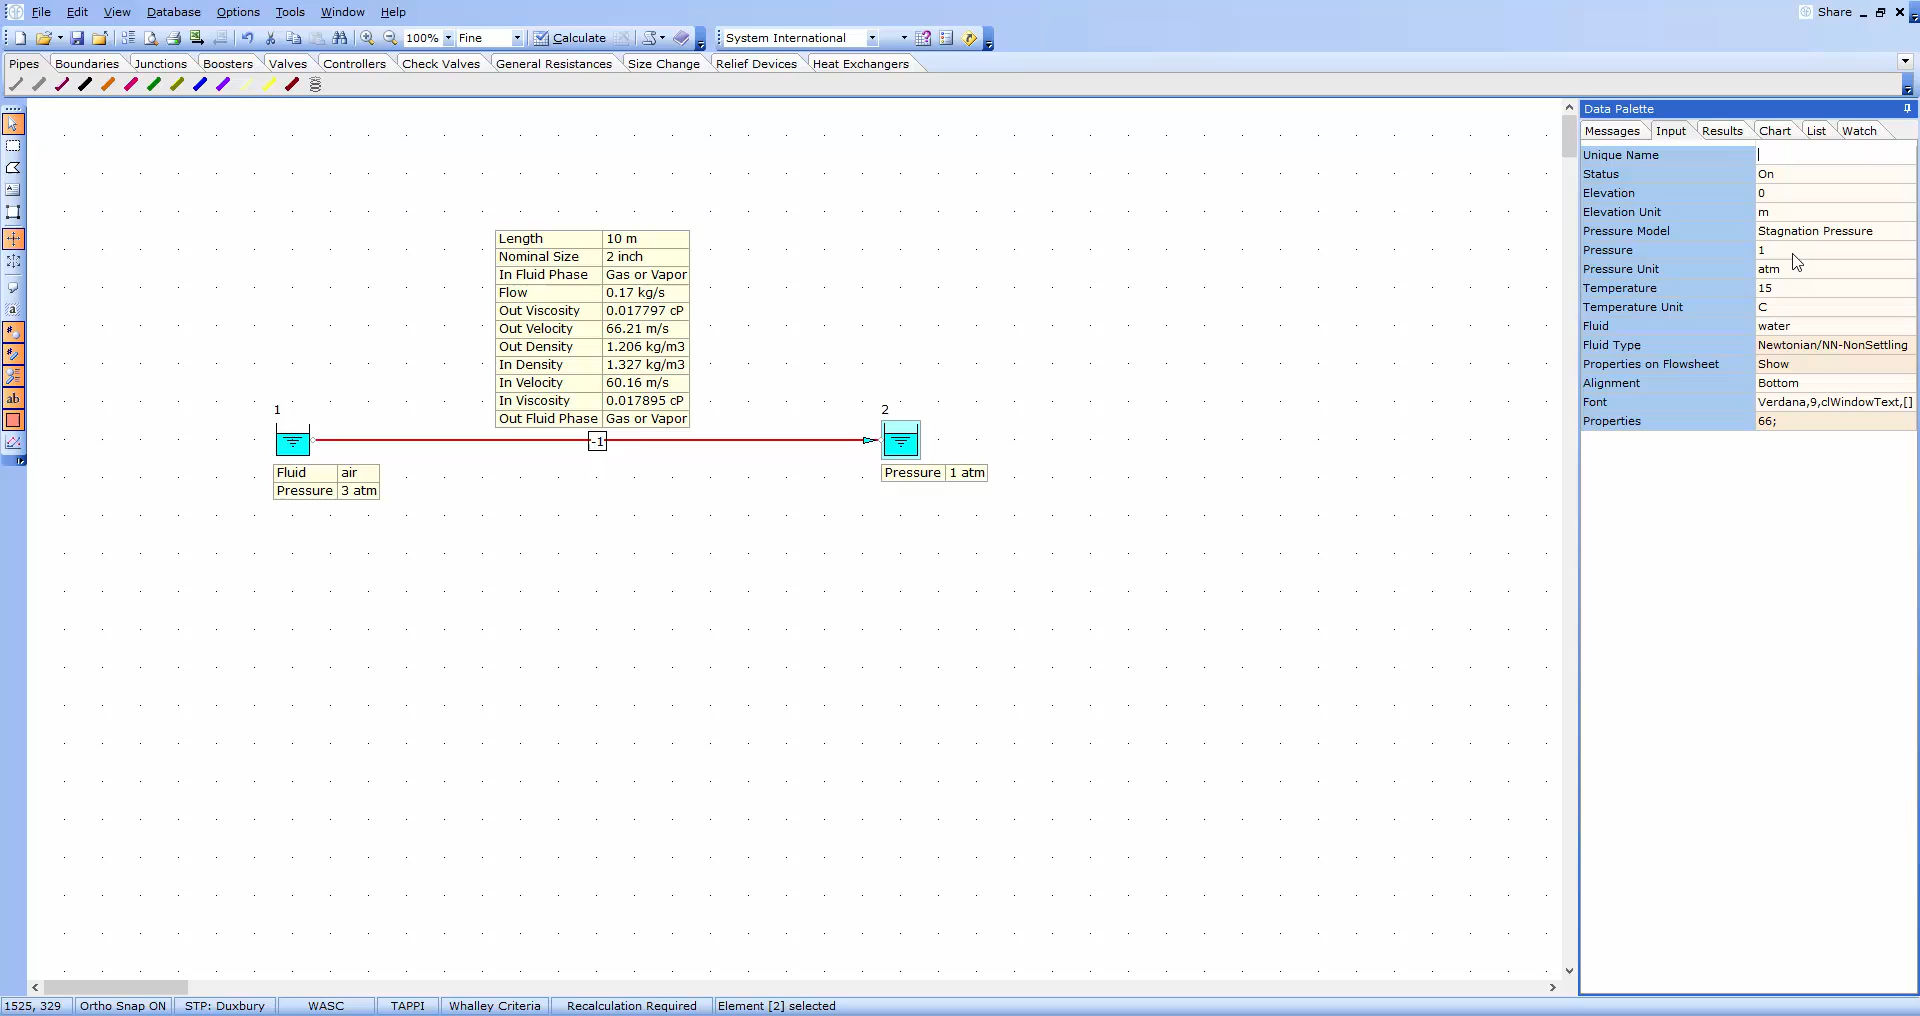 File Edit View Database Options Tools Window Help
Share
100% Fine Calculate System International
Pipes Boundaries Junctions Boosters Valves Controllers Check Valves General Resistances Size Change Relief Devices Heat Exchangers
Data Palette
Messages Input Results Chart List Watch
Unique Name
Status On
Elevation 0
Elevation Unit m
Pressure Model Stagnation Pressure
Pressure 1
Pressure Unit atm
Temperature 15
Temperature Unit C
Fluid water
Fluid Type Newtonian/NN-NonSettling
Properties on Flowsheet Show
Alignment Bottom
Font Verdana,9,clWindowText,[]
Properties 66;
a
ab
Length 10 m
Nominal Size 2 inch
In Fluid Phase Gas or Vapor
Flow 0.17 kg/s
Out Viscosity 0.017797 cP
Out Velocity 66.21 m/s
Out Density 1.206 kg/m3
In Density 1.327 kg/m3
In Velocity 60.16 m/s
In Viscosity 0.017895 cP
Out Fluid Phase Gas or Vapor
1
-1
2
Fluid air
Pressure 3 atm
Pressure 1 atm
1525, 329 Ortho Snap ON STP: Duxbury WASC TAPPI Whalley Criteria Recalculation Required Element [2] selected